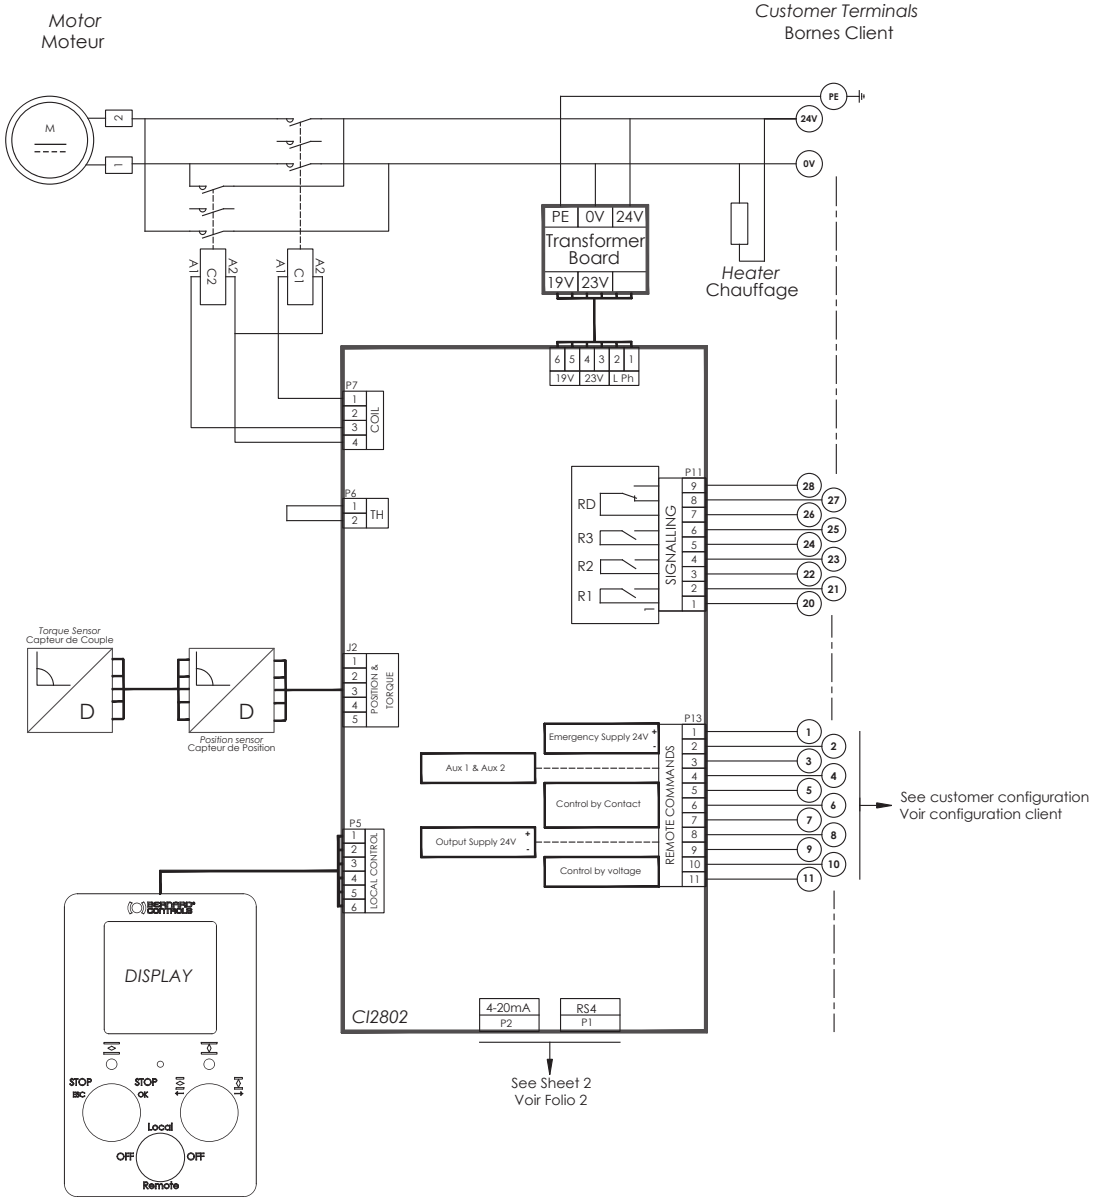 Motor
Moteur
Customer Terminals
Bornes Client
M
2
1
PE
24V
0V
PE 0V 24V
Transformer
Board
19V 23V
Heater
Chauffage
A1 C2 A2
A1 C1 A2
6 5 4 3 2 1
19V 23V L Ph
P7
1
2
3
4
COIL
P6
1
2
TH
P11
9
8
7
6
5
4
3
2
1
SIGNALLING
RD
R3
R2
R1
28
27
26
25
24
23
22
21
20
Torque Sensor
Capteur de Couple
D
D
Position sensor
Capteur de Position
J2
1
2
3
4
5
POSITION &
TORQUE
P13
1
2
3
4
5
6
7
8
9
10
11
REMOTE COMMANDS
Emergency Supply 24V + -
Aux 1 & Aux 2
Control by Contact
Output Supply 24V + -
Control by voltage
1
2
3
4
5
6
7
8
9
10
11
See customer configuration
Voir configuration client
P5
1
2
3
4
5
6
LOCAL CONTROL
BERNARD®
CONTROLS
DISPLAY
STOP
ESC
STOP
OK
Local
OFF OFF
Remote
CI2802
4-20mA
P2
RS4
P1
See Sheet 2
Voir Folio 2